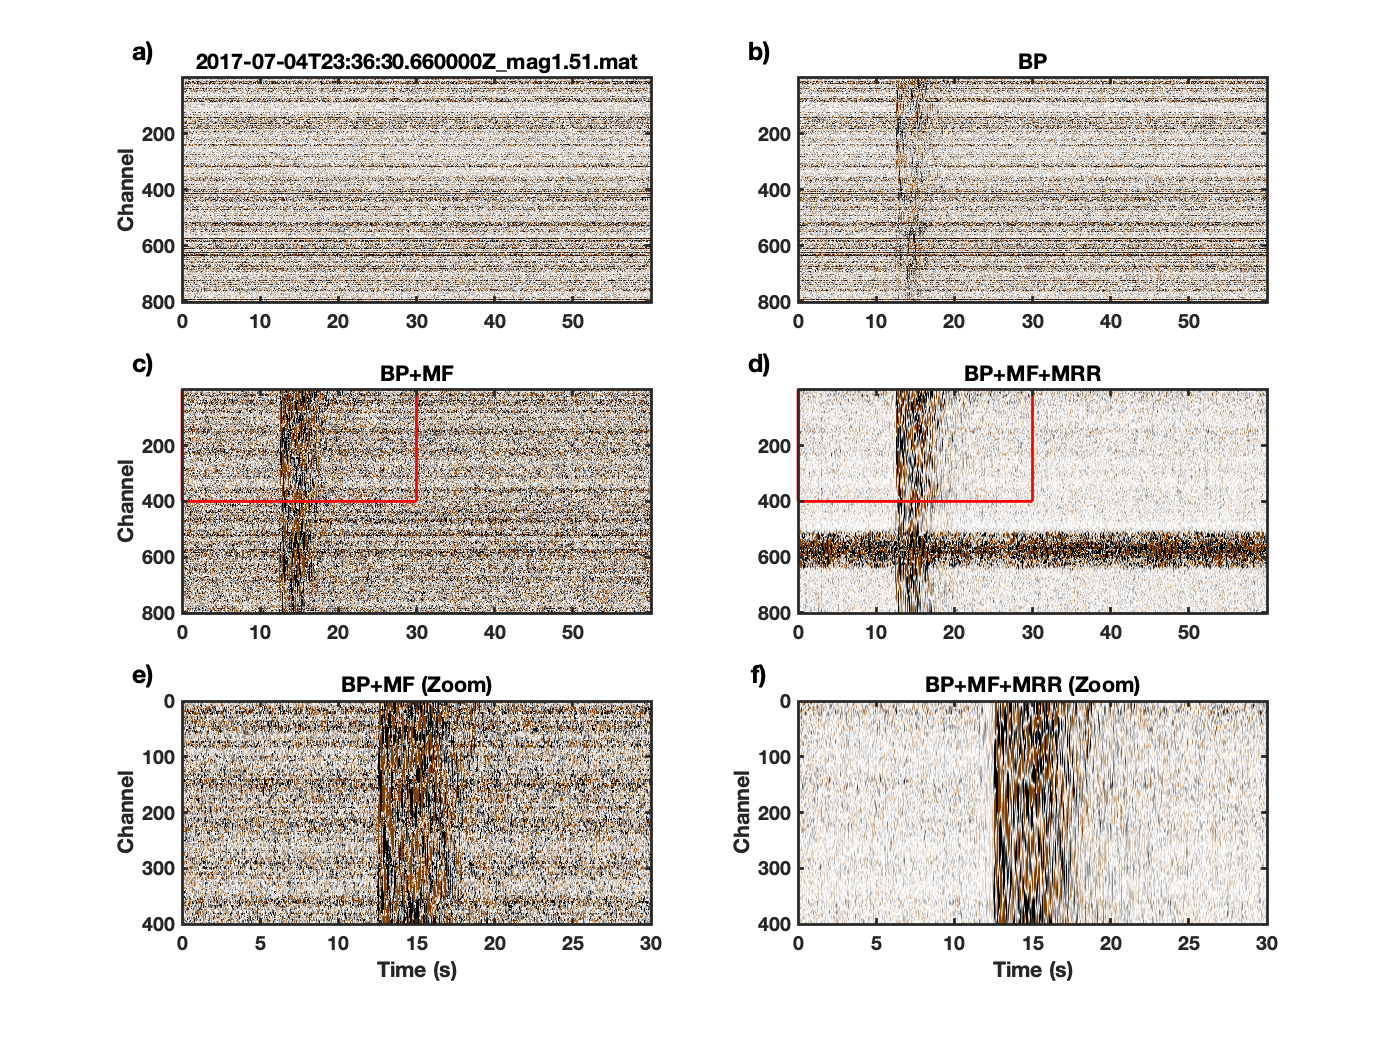 a)
2017-07-04T23:36:30.660000Z_mag1.51.mat
Channel
200
400
600
800
0 10 20 30 40 50
b)
BP
200
400
600
800
0 10 20 30 40 50
c)
BP+MF
Channel
200
400
600
800
0 10 20 30 40 50
d)
BP+MF+MRR
200
400
600
800
0 10 20 30 40 50
e)
BP+MF (Zoom)
Channel
0
100
200
300
400
0 5 10 15 20 25 30
Time (s)
f)
BP+MF+MRR (Zoom)
Channel
0
100
200
300
400
0 5 10 15 20 25 30
Time (s)